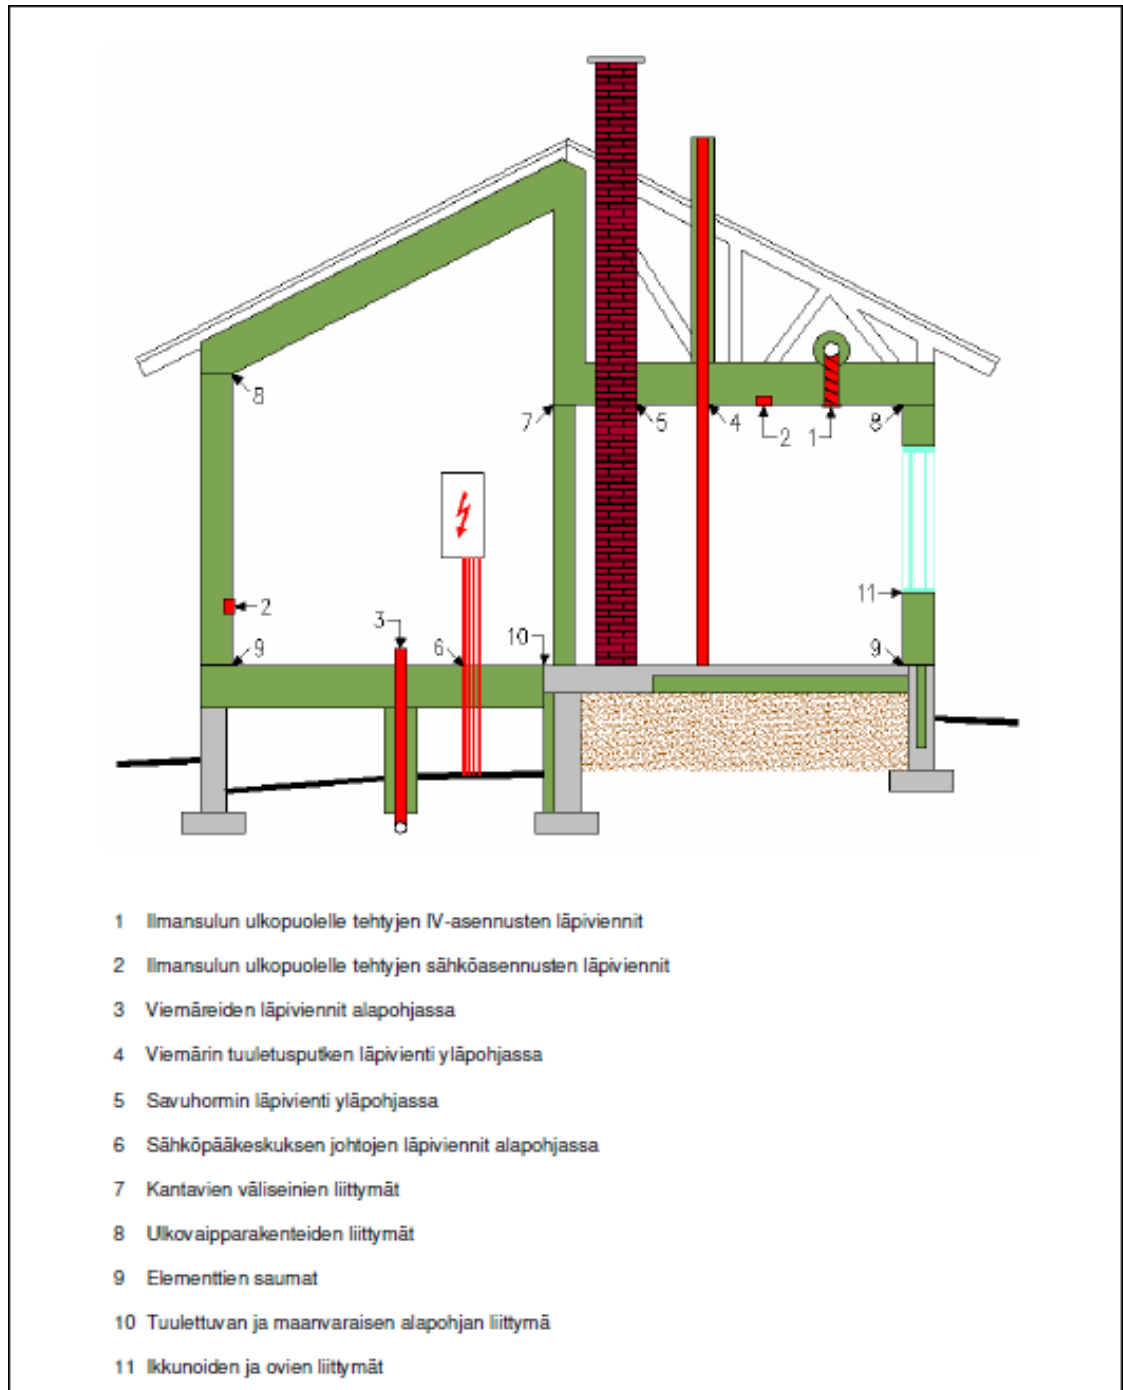 8
7
5
4
2
1
8
11
2
3
9
6
10
9
1 Ilmansulun ulkopuolelle tehtyjen IV-asennusten läpiviennit
2 Ilmansulun ulkopuolelle tehtyjen sähköasennusten läpiviennit
3 Viemäreiden läpiviennit alapohjassa
4 Viemärin tuuletusputken läpivienti yläpohjassa
5 Savuhormin läpivienti yläpohjassa
6 Sähköpääkeskuksen johtojen läpiviennit alapohjassa
7 Kantavien väliseinien liittymät
8 Ulkovaipparakenteiden liittymät
9 Elementtien saumat
10 Tuulettuvan ja maanvaraisen alapohjan liittymä
11 Ikkunoiden ja ovien liittymät